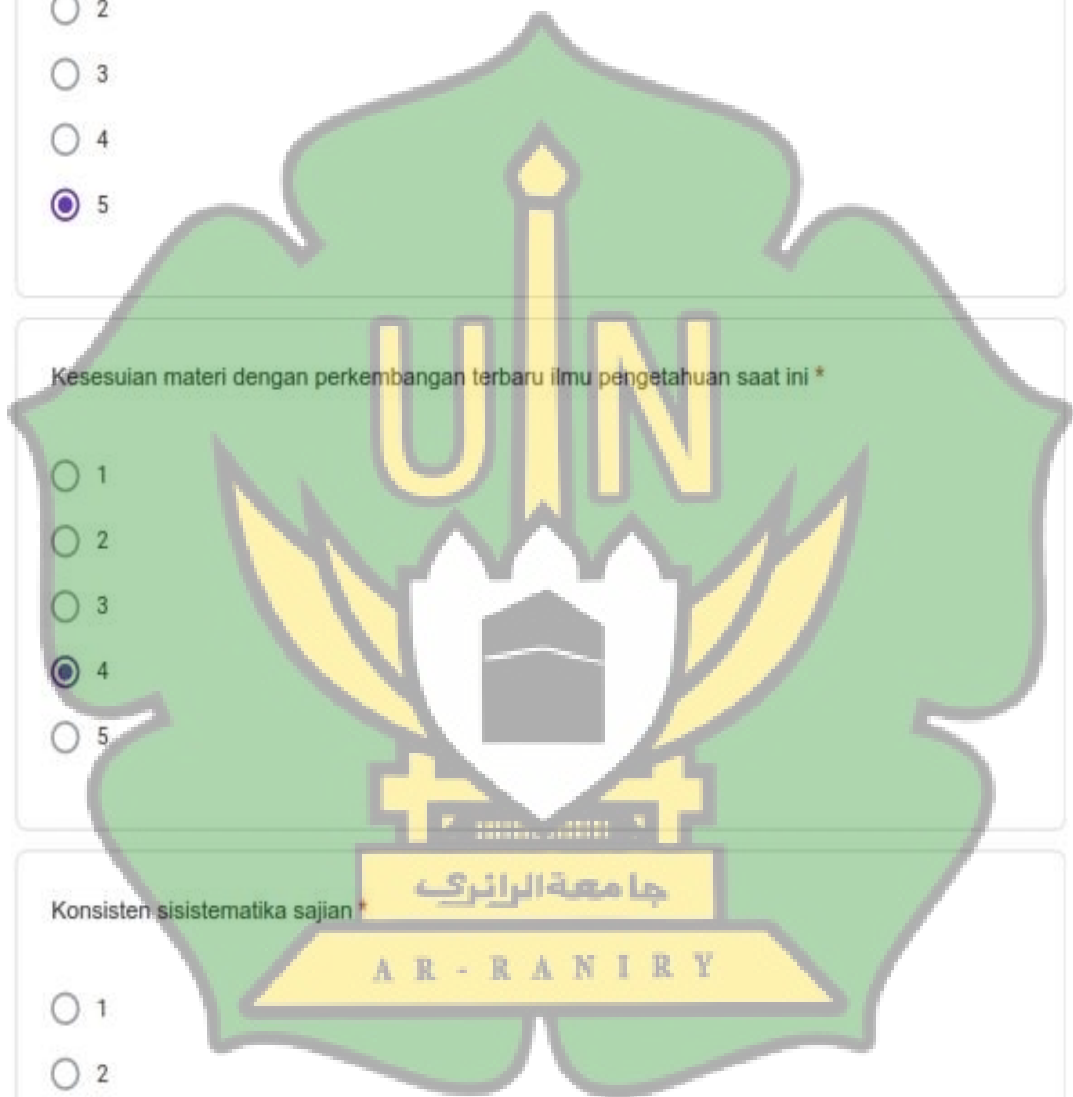 2
3
4
5
UIN
Kesesuian materi dengan perkembangan terbaru ilmu pengetahuan saat ini *
1
2
3
4
5
جامعة الرانري
Konsisten sisistematika sajian *
AR-RANIRY
1
2